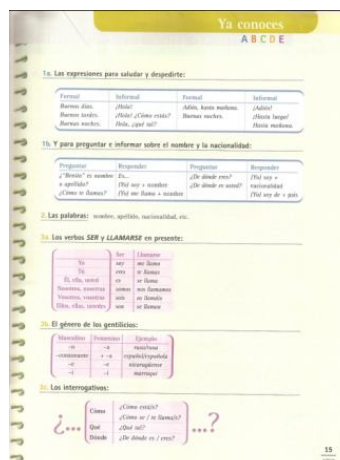 Ya conoces
A B C D E
1a. Las expresiones para saludar y despedirte:
Formal Informal Formal Informal
Buenos días. ¡Hola! Adiós, hasta mañana. ¡Adiós!
Buenas tardes. ¡Hola! ¿Cómo estás? Buenas noches. ¡Hasta luego!
Buenas noches. Hola, ¿qué tal? Hasta mañana.
1b. Y para preguntar e informar sobre el nombre y la nacionalidad:
Preguntar Responder Preguntar Responder
¿"Benito" es nombre Es... ¿De dónde eres? (Yo) soy +
o apellido? (Yo) soy + nombre ¿De dónde es usted? nacionalidad
¿Cómo te llamas? (Yo) me llamo + nombre (Yo) soy de + país
2. Las palabras: nombre, apellido, nacionalidad, etc.
3a. Los verbos SER y LLAMARSE en presente:
Ser Llamarse
Yo soy me llamo
Tú eres te llamas
Él, ella, usted es se llama
Nosotros, nosotras somos nos llamamos
Vosotros, vosotras sois os llamáis
Ellos, ellas, ustedes son se llaman
3b. El género de los gentilicios:
Masculino Femenino Ejemplo
-o -a ruso/rusa
-consonante + -a español/española
-e -e nicaragüense
-í -í marroquí
3c. Los interrogativos:
¿... Cómo ¿Cómo estáis? ...?
¿Cómo se / te llama/s?
Qué ¿Qué tal?
Dónde ¿De dónde es / eres?
15